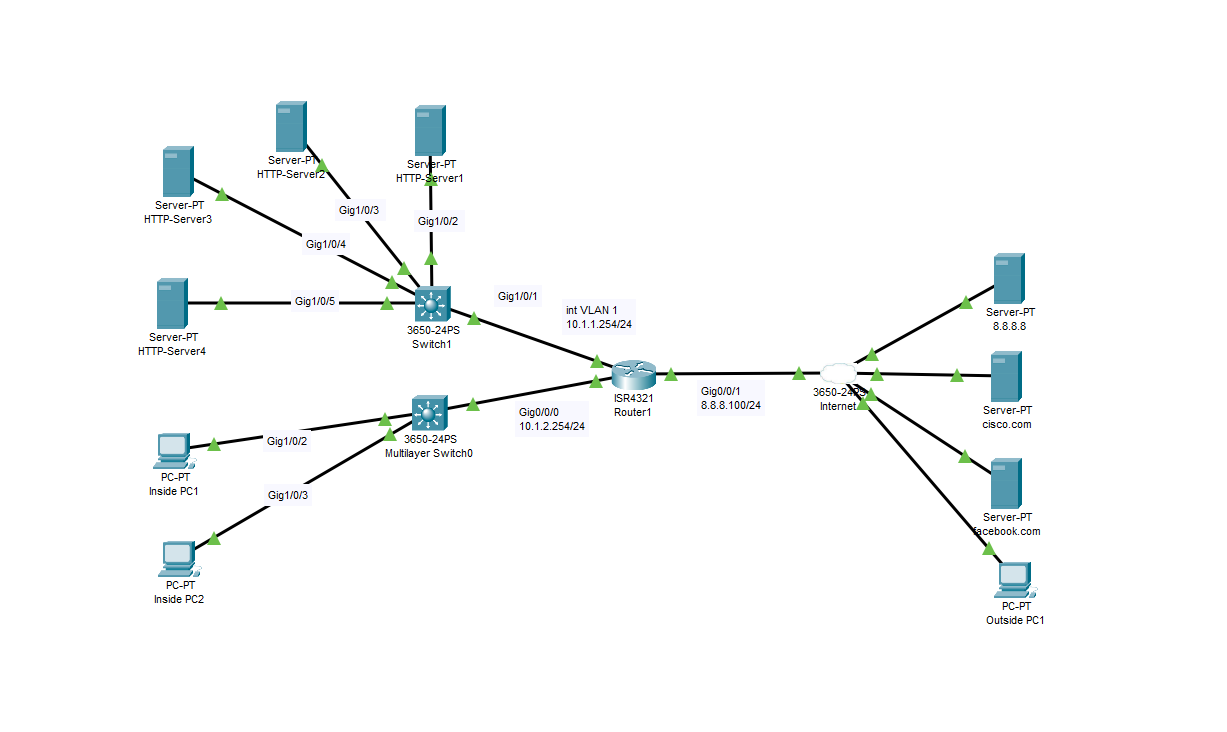 Server-PT
HTTP-Server2
Server-PT
HTTP-Server1
Server-PT
HTTP-Server3
Gig1/0/3
Gig1/0/2
Gig1/0/4
Gig1/0/5
Gig1/0/1
Server-PT
HTTP-Server4
3650-24PS
Switch1
int VLAN 1
10.1.1.254/24
Server-PT
8.8.8.8
ISR4321
Router1
Gig0/0/1
8.8.8.100/24
3650-24PS
Internet
Server-PT
cisco.com
Gig0/0/0
10.1.2.254/24
3650-24PS
Multilayer Switch0
Gig1/0/2
PC-PT
Inside PC1
Gig1/0/3
Server-PT
facebook.com
PC-PT
Inside PC2
PC-PT
Outside PC1